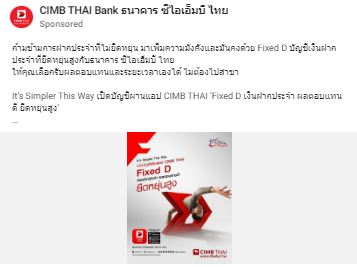 CIMB THAI Bank ธนาคาร ซีไอเอ็มบี ไทย
Sponsored
ก้ามข้ามการฝากประจำที่ไม่ยืดหยุ่น มาเพิ่มความมั่งคั่งและมั่นคงด้วย Fixed D บัญชีเงินฝาก
ประจำที่ยืดหยุ่นสูงกับธนาคาร ซีไอเอ็มบี ไทย
ให้คุณเลือกรับผลตอบแทนและระยะเวลาเองได้ ไม่ต้องไปสาขา
It's Simpler This Way เปิดบัญชีผ่านแอป CIMB THAI 'Fixed D เงินฝากประจำ ผลตอบแทน
ดี ยืดหยุ่นสูง'
...
It's Simpler This Way
Fixed D
ยืดหยุ่นสูง
CIMB THAI